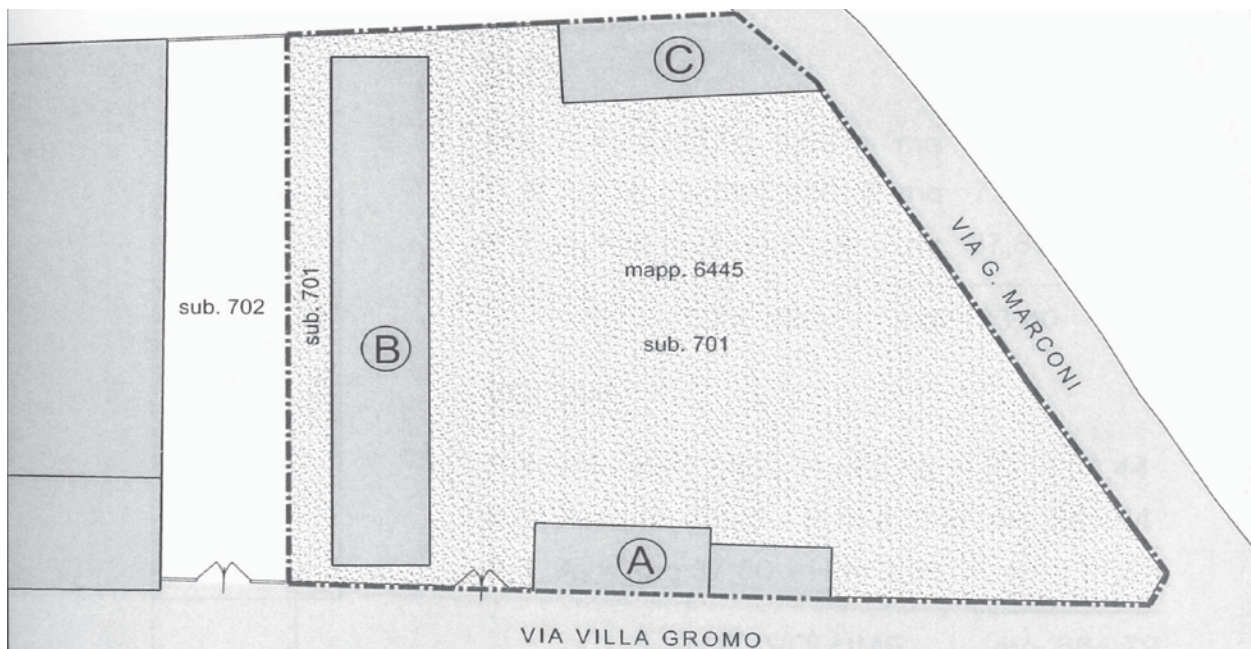 C
mapp. 6445
sub. 702
sub. 701
B
sub. 701
VIA G. MARCONI
A
VIA VILLA GROMO